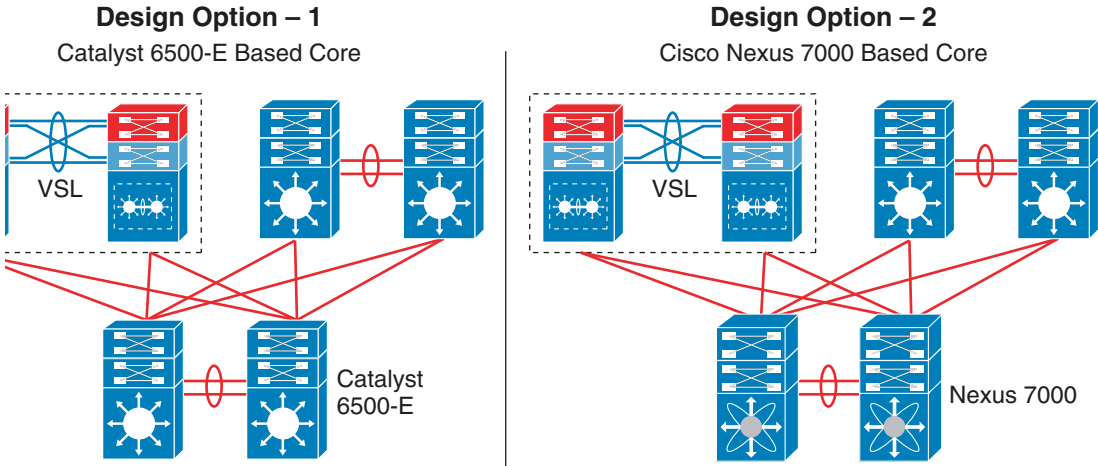 Design Option – 1
Catalyst 6500-E Based Core
VSL
Catalyst
6500-E
Design Option – 2
Cisco Nexus 7000 Based Core
VSL
Nexus 7000